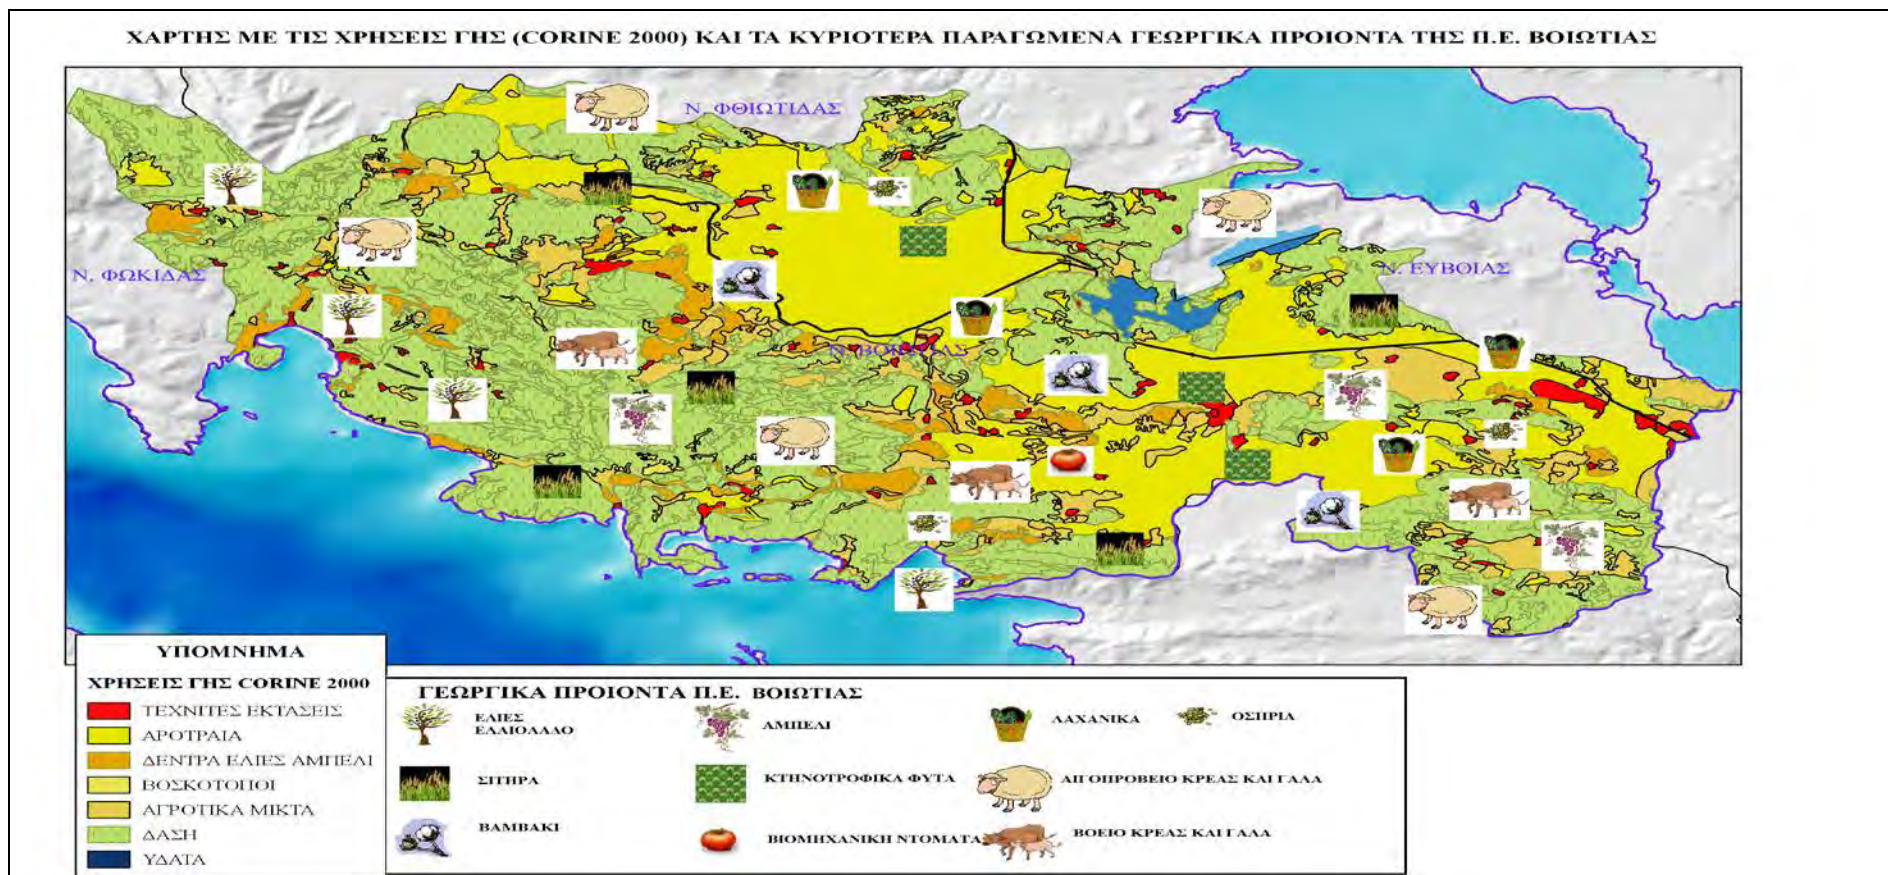 ΧΑΡΤΗΣ ΜΕ ΤΙΣ ΧΡΗΣΕΙΣ ΓΗΣ (CORINE 2000) ΚΑΙ ΤΑ ΚΥΡΙΟΤΕΡΑ ΠΑΡΑΓΩΜΕΝΑ ΓΕΩΡΓΙΚΑ ΠΡΟΙΟΝΤΑ ΤΗΣ Π.Ε. ΒΟΙΩΤΙΑΣ
Ν. ΦΘΙΩΤΙΔΑΣ
Ν. ΦΩΚΙΔΑΣ
Ν. ΕΥΒΟΙΑΣ
Ν. ΒΟΙΩΤΙΑΣ
ΥΠΟΜΝΗΜΑ
ΧΡΗΣΕΙΣ ΓΗΣ CORINE 2000
ΤΕΧΝΙΤΕΣ ΕΚΤΑΣΕΙΣ
ΑΡΟΤΡΑΙΑ
ΔΕΝΤΡΑ ΕΛΙΕΣ ΑΜΠΕΛΙ
ΒΟΣΚΟΤΟΠΟΙ
ΑΓΡΟΤΙΚΑ ΜΙΚΤΑ
ΔΑΣΗ
ΥΔΑΤΑ
ΓΕΩΡΓΙΚΑ ΠΡΟΙΟΝΤΑ Π.Ε. ΒΟΙΩΤΙΑΣ
ΕΛΙΕΣ
ΕΛΑΙΟΛΑΔΟ
ΑΜΠΕΛΙ
ΛΑΧΑΝΙΚΑ
ΟΣΠΡΙΑ
ΣΙΤΗΡΑ
ΚΤΗΝΟΤΡΟΦΙΚΑ ΦΥΤΑ
ΑΙΓΟΠΡΟΒΕΙΟ ΚΡΕΑΣ ΚΑΙ ΓΑΛΑ
ΒΑΜΒΑΚΙ
ΒΙΟΜΗΧΑΝΙΚΗ ΝΤΟΜΑΤΑ
ΒΟΕΙΟ ΚΡΕΑΣ ΚΑΙ ΓΑΛΑ